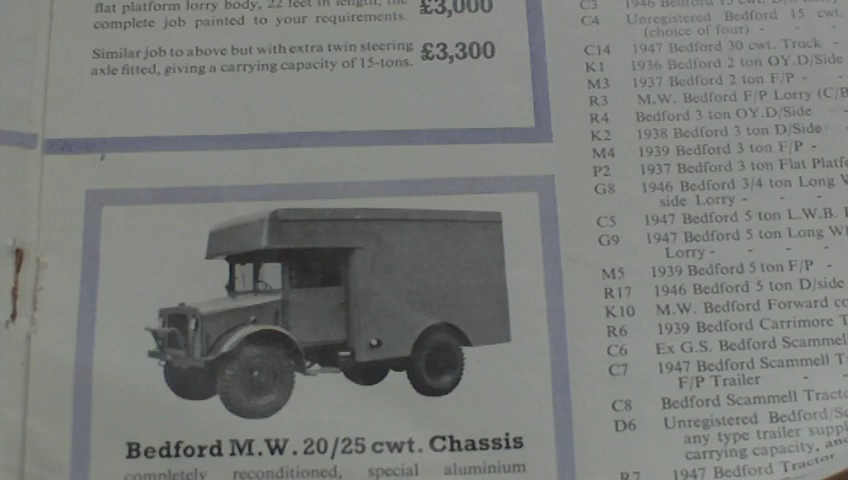 flat platform lorry body, 22 feet in length, the
complete job painted to your requirements. £3,000
Similar job to above but with extra twin steering
axle fitted, giving a carrying capacity of 15-tons. £3,300
Bedford M.W. 20/25 cwt. Chassis
completely reconditioned, special aluminium
C3 1946 Bedford 15 cwt.
C4 Unregistered Bedford 15 cwt.
(choice of four) -
C14 1947 Bedford 30 cwt. Truck -
K1 1936 Bedford 2 ton OY.D/Side
M3 1937 Bedford 2 ton F/P -
R3 M.W. Bedford F/P Lorry (C/B
R4 Bedford 3 ton OY.D/Side
K2 1938 Bedford 3 ton D/Side
M4 1939 Bedford 3 ton F/P -
P2 1937 Bedford 3 ton Flat Platf
G8 1946 Bedford 3/4 ton Long W
side Lorry - - -
C5 1947 Bedford 5 ton L.W.B.
G9 1947 Bedford 5 ton Long W
Lorry - - - -
M5 1939 Bedford 5 ton F/P -
R17 1946 Bedford 5 ton D/side
K10 M.W. Bedford Forward co
R6 1939 Bedford Carrimore T
C6 Ex G.S. Bedford Scammel
C7 1947 Bedford Scammell T
F/P Trailer - -
C8 Bedford Scammell Tracto
D6 Unregistered Bedford/Sc
any type trailer suppl
carrying capacity, and
R7 1947 Bedford Tractor